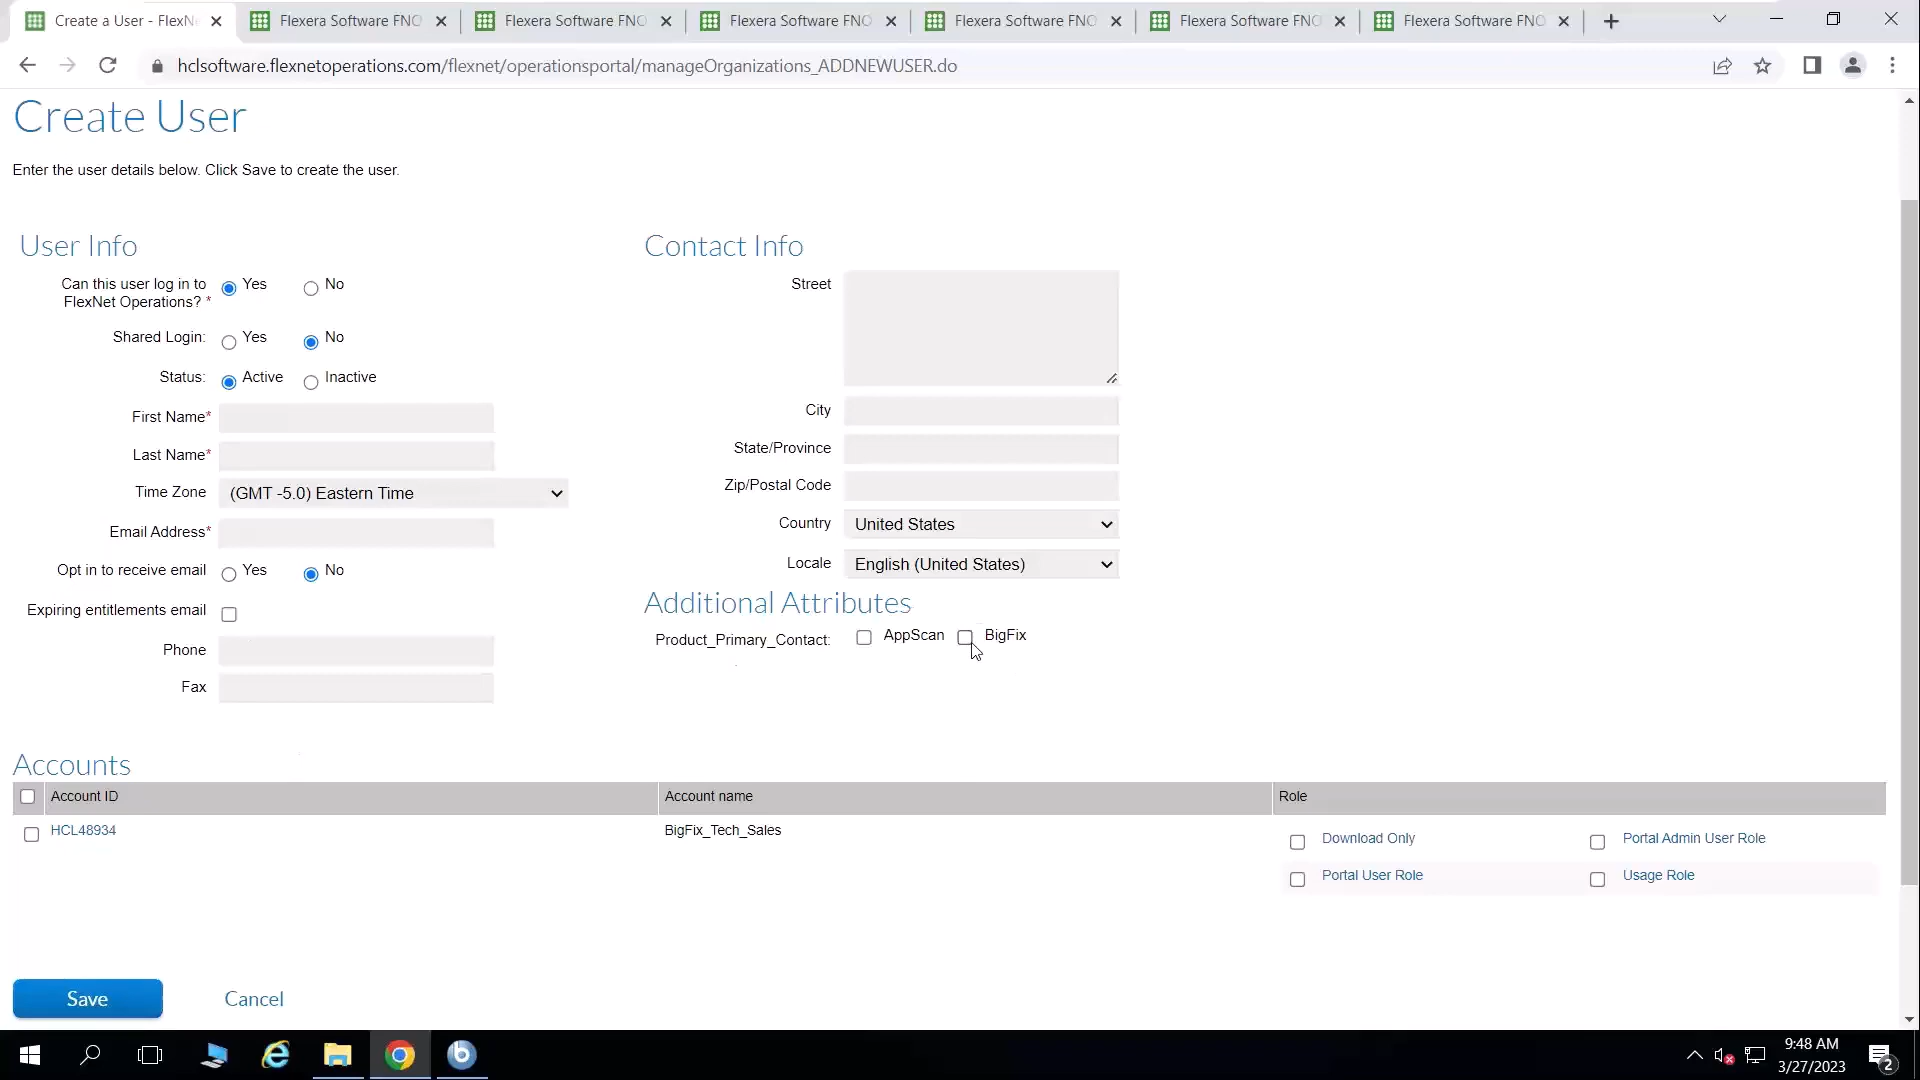 Create a User - FlexNe
Flexera Software FNO
Flexera Software FNO
Flexera Software FNO
Flexera Software FNO
Flexera Software FNO
Flexera Software FNO
hclsoftware.flexnetoperations.com/flexnet/operationsportal/manageOrganizations_ADDNEWUSER.do
Create User
Enter the user details below. Click Save to create the user.
User Info
Can this user log in to
FlexNet Operations? *
Yes
No
Shared Login:
Yes
No
Status:
Active
Inactive
First Name*
Last Name*
Time Zone
(GMT -5.0) Eastern Time
Email Address*
Opt in to receive email
Yes
No
Expiring entitlements email
Phone
Fax
Contact Info
Street
City
State/Province
Zip/Postal Code
Country
United States
Locale
English (United States)
Additional Attributes
Product_Primary_Contact:
AppScan
BigFix
Accounts
Account ID
Account name
Role
HCL48934
BigFix_Tech_Sales
Download Only
Portal Admin User Role
Portal User Role
Usage Role
Save
Cancel
9:48 AM
3/27/2023
2